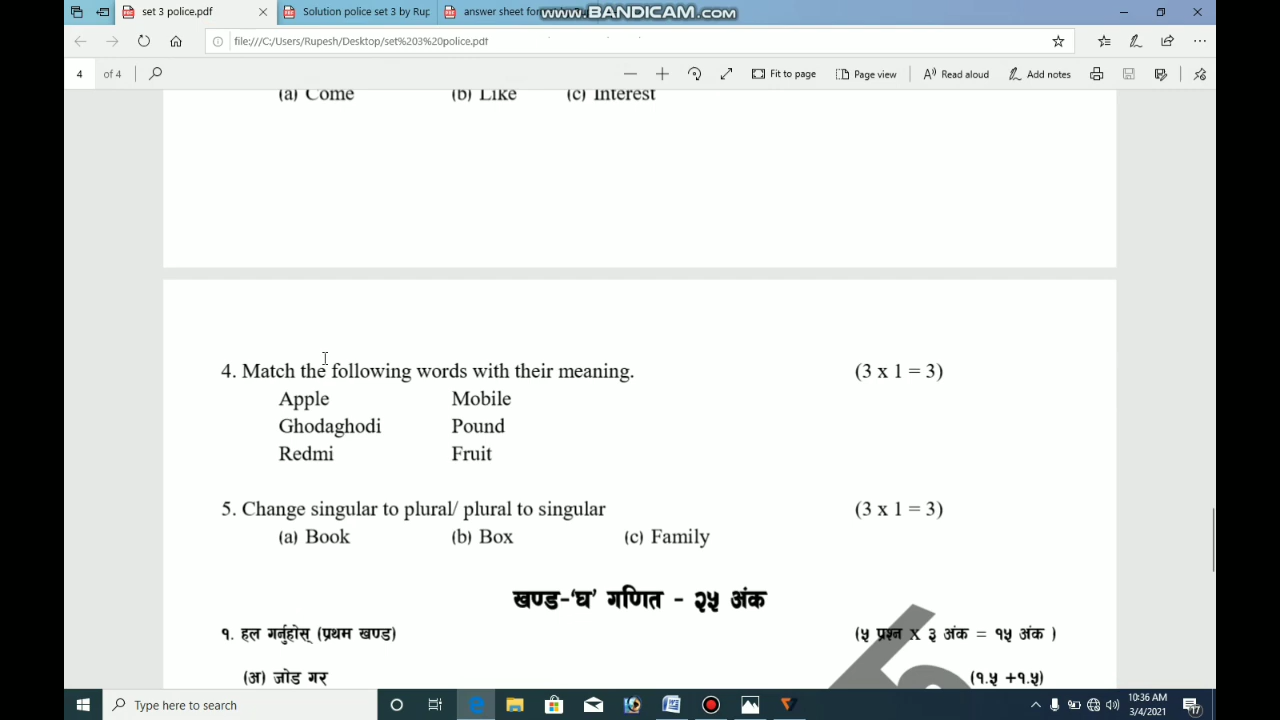 set 3 police.pdf
Solution police set 3 by Rup
answer sheet for
www.BANDICAM.com
file:///C:/Users/Rupesh/Desktop/set%203%20police.pdf
4 of 4
Fit to page
Page view
Read aloud
Add notes
(a) Come (b) Like (c) Interest
4. Match the following words with their meaning. (3 x 1 = 3)
Apple Mobile
Ghodaghodi Pound
Redmi Fruit
5. Change singular to plural/ plural to singular (3 x 1 = 3)
(a) Book (b) Box (c) Family
खण्ड-‘घ’ गणित - २५ अंक
१. हल गर्नुहोस् (प्रथम खण्ड) (५ प्रश्न x ३ अंक = १५ अंक )
(अ) जोड गर् (१.५ +१.५)
Type here to search
10:36 AM
3/4/2021
17